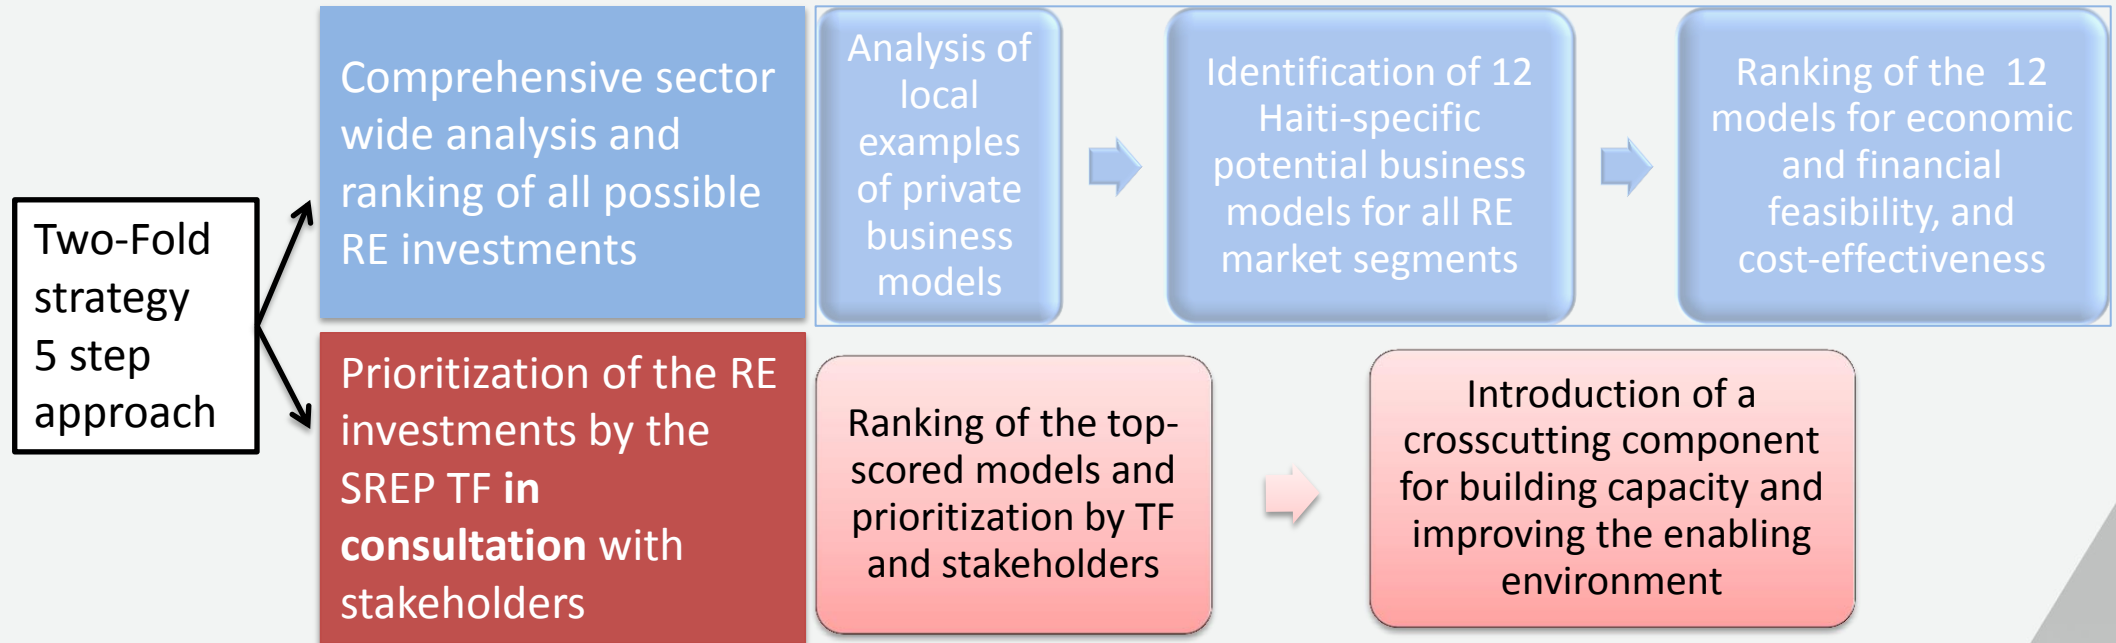 Two-Fold
strategy
5 step
approach
Comprehensive sector
wide analysis and
ranking of all possible
RE investments
Analysis of
local
examples
of private
business
models
Identification of 12
Haiti-specific
potential business
models for all RE
market segments
Ranking of the 12
models for economic
and financial
feasibility, and
cost-effectiveness
Prioritization of the RE
investments by the
SREP TF in
consultation with
stakeholders
Ranking of the top-
scored models and
prioritization by TF
and stakeholders
Introduction of a
crosscutting component
for building capacity and
improving the enabling
environment